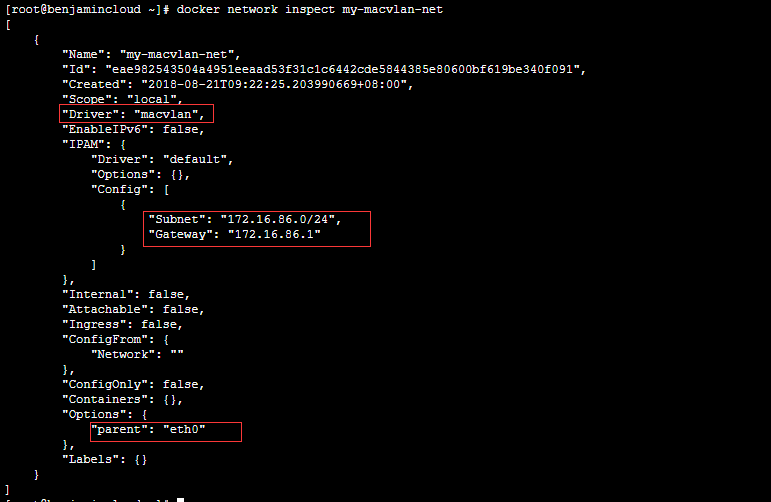 [root@benjamincloud ~]# docker network inspect my-macvlan-net
[
    {
        "Name": "my-macvlan-net",
        "Id": "eae982543504a4951eeaad53f31c1c6442cde5844385e80600bf619be340f091",
        "Created": "2018-08-21T09:22:25.203990669+08:00",
        "Scope": "local",
        "Driver": "macvlan",
        "EnableIPv6": false,
        "IPAM": {
            "Driver": "default",
            "Options": {},
            "Config": [
                {
                    "Subnet": "172.16.86.0/24",
                    "Gateway": "172.16.86.1"
                }
            ]
        },
        "Internal": false,
        "Attachable": false,
        "Ingress": false,
        "ConfigFrom": {
            "Network": ""
        },
        "ConfigOnly": false,
        "Containers": {},
        "Options": {
            "parent": "eth0"
        },
        "Labels": {}
    }
]